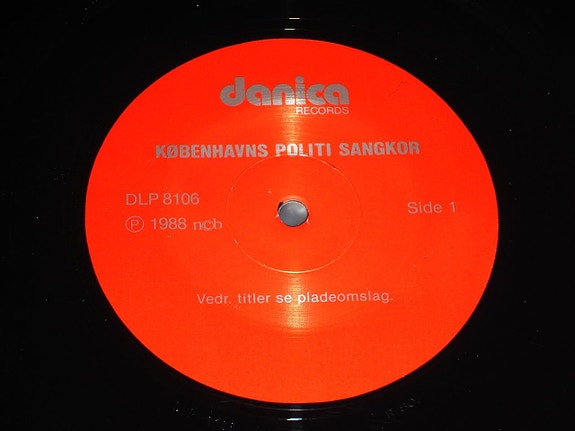 danica
RECORDS
KØBENHAVNS POLITI SANGKOR
DLP 8106
Ⓟ 1988 ncb
Side 1
Vedr. titler se pladeomslag.